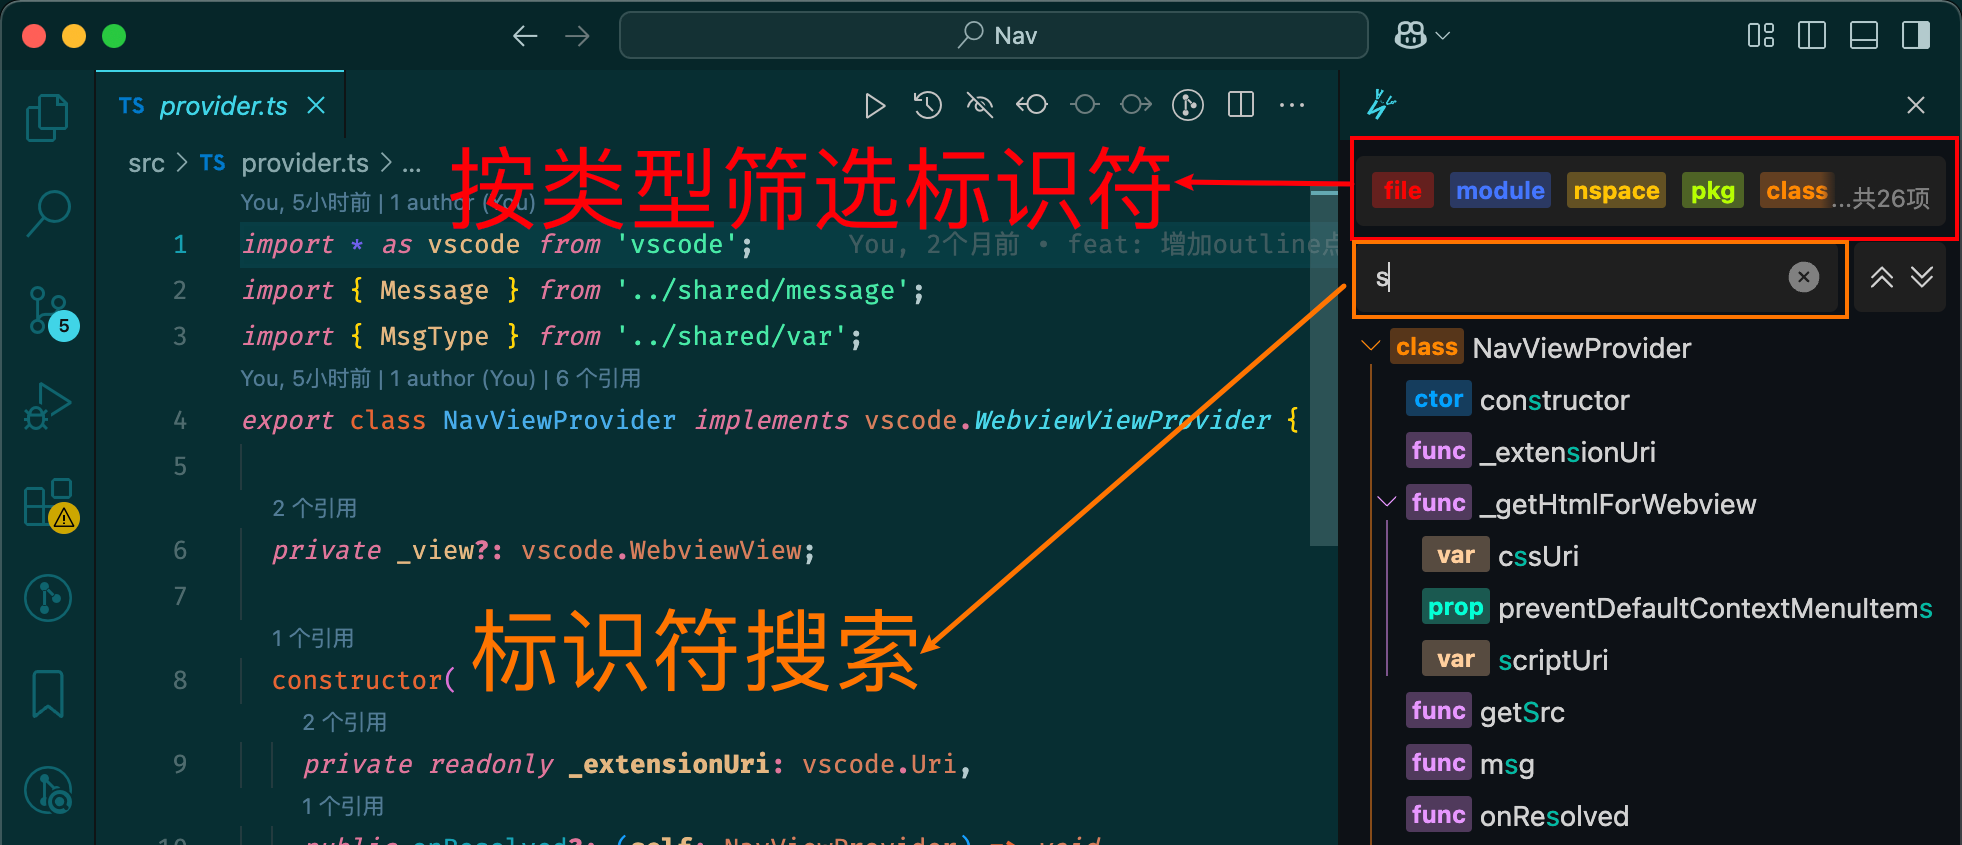 Nav
TS provider.ts
src > TS provider.ts > ...
按类型筛选标识符
You, 5小时前 | 1 author (You)
1 import * as vscode from 'vscode'; You, 2个月前 • feat: 增加outline点
2 import { Message } from '../shared/message';
3 import { MsgType } from '../shared/var';
You, 5小时前 | 1 author (You) | 6 个引用
4 export class NavViewProvider implements vscode.WebviewViewProvider {
5
2 个引用
6 private _view?: vscode.WebviewView;
7
1 个引用
标识符搜索
8 constructor(
2 个引用
9 private readonly _extensionUri: vscode.Uri,
1 个引用
10 public onResolved?: (self: NavViewProvider) => void
5
file module nspace pkg class ...共26项
s
class NavViewProvider
ctor constructor
func _extensionUri
func _getHtmlForWebview
var cssUri
prop preventDefaultContextMenuItems
var scriptUri
func getSrc
func msg
func onResolved